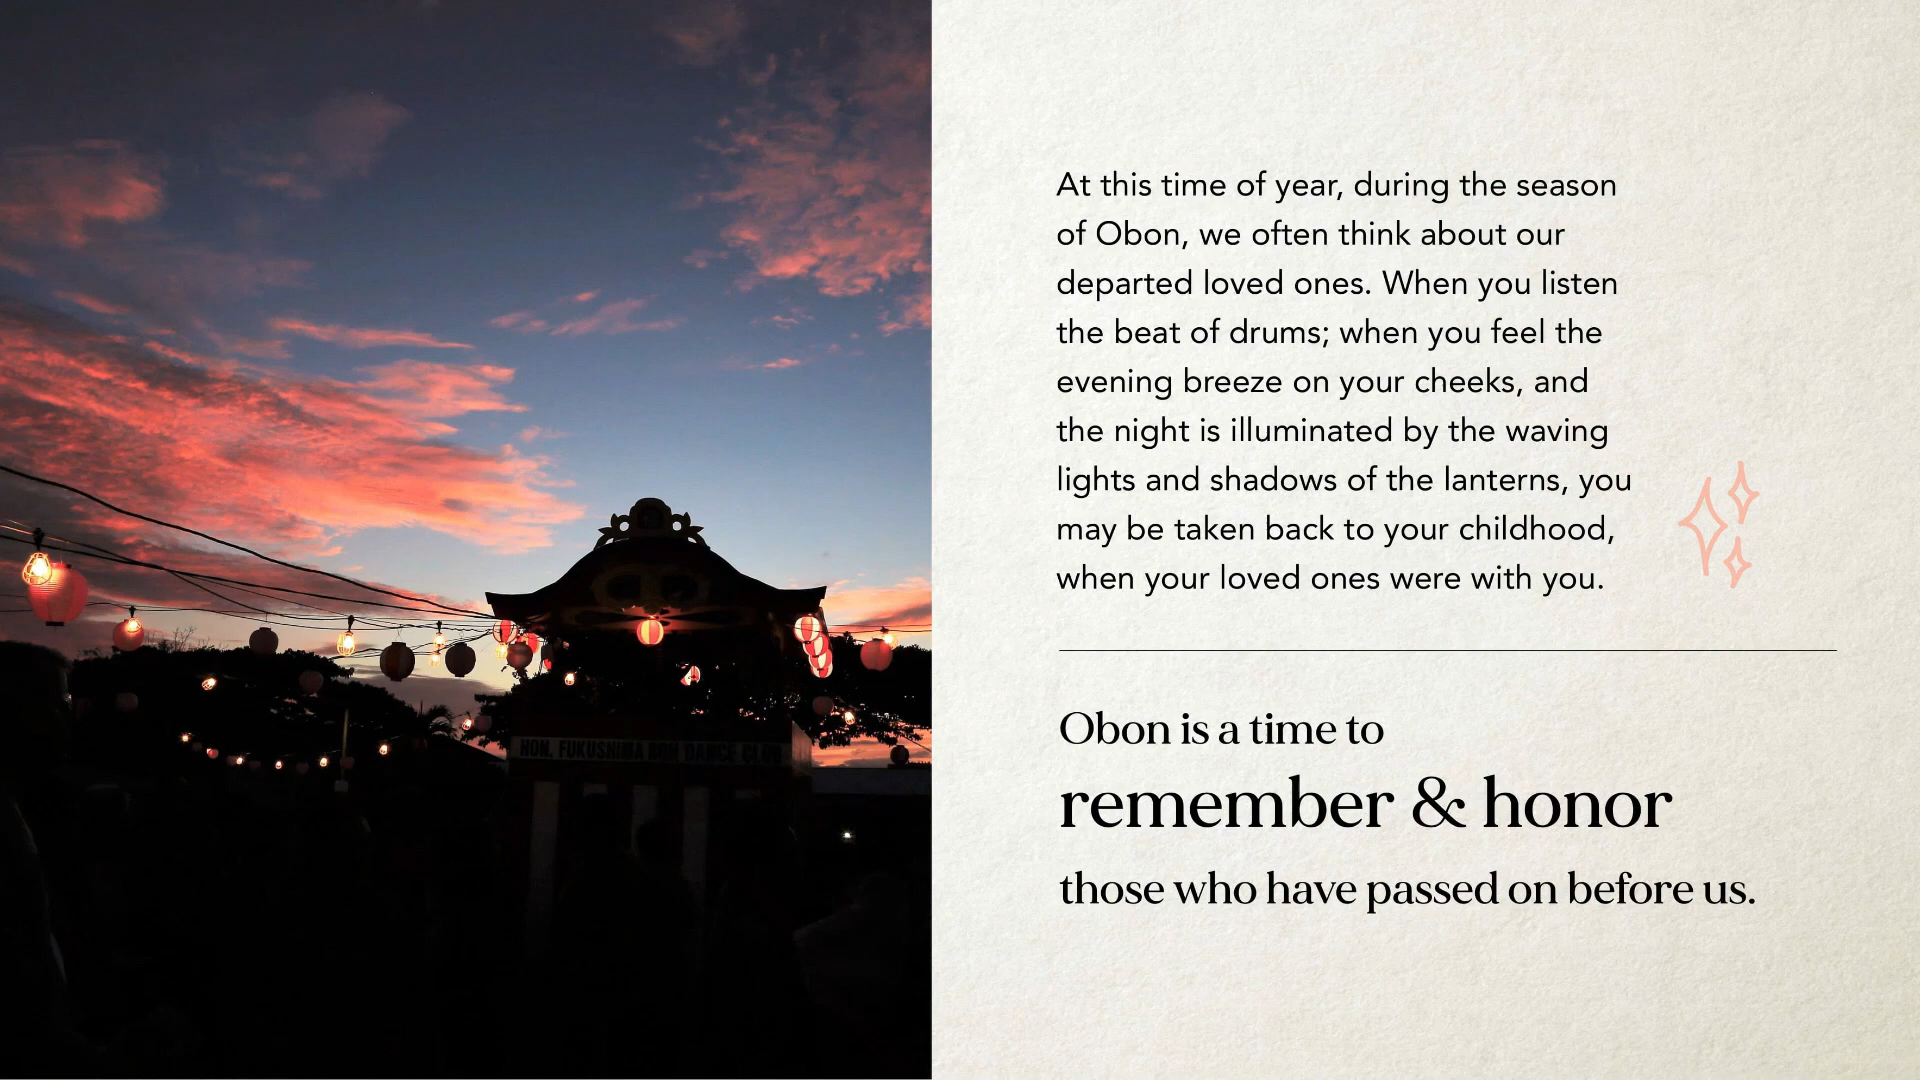 At this time of year, during the season
of Obon, we often think about our
departed loved ones. When you listen
the beat of drums; when you feel the
evening breeze on your cheeks, and
the night is illuminated by the waving
lights and shadows of the lanterns, you
may be taken back to your childhood,
when your loved ones were with you.
Obon is a time to
remember & honor
those who have passed on before us.
HON. FUKUSHIMA BON DANCE CLUB